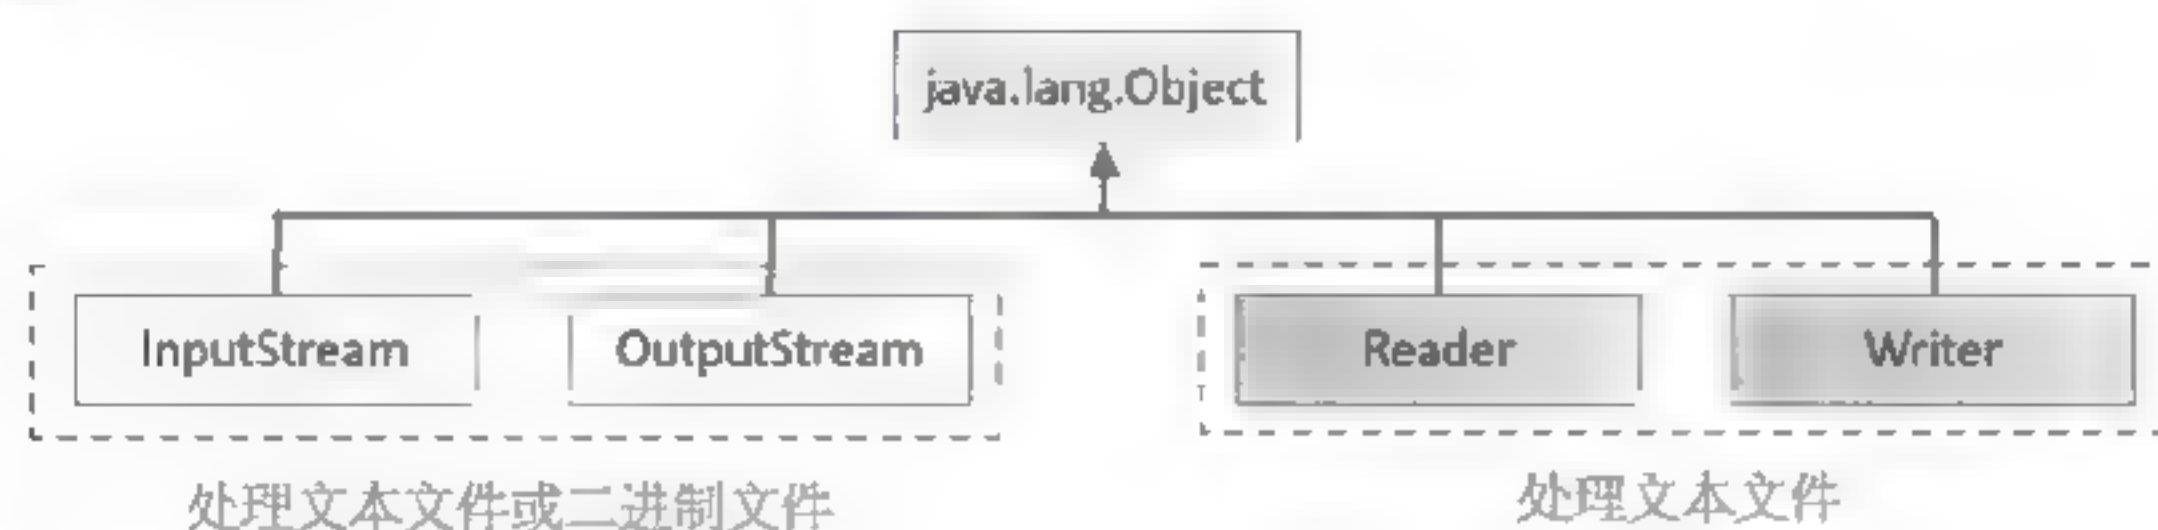 java.lang.Object
InputStream
OutputStream
Reader
Writer
处理文本文件或二进制文件
处理文本文件